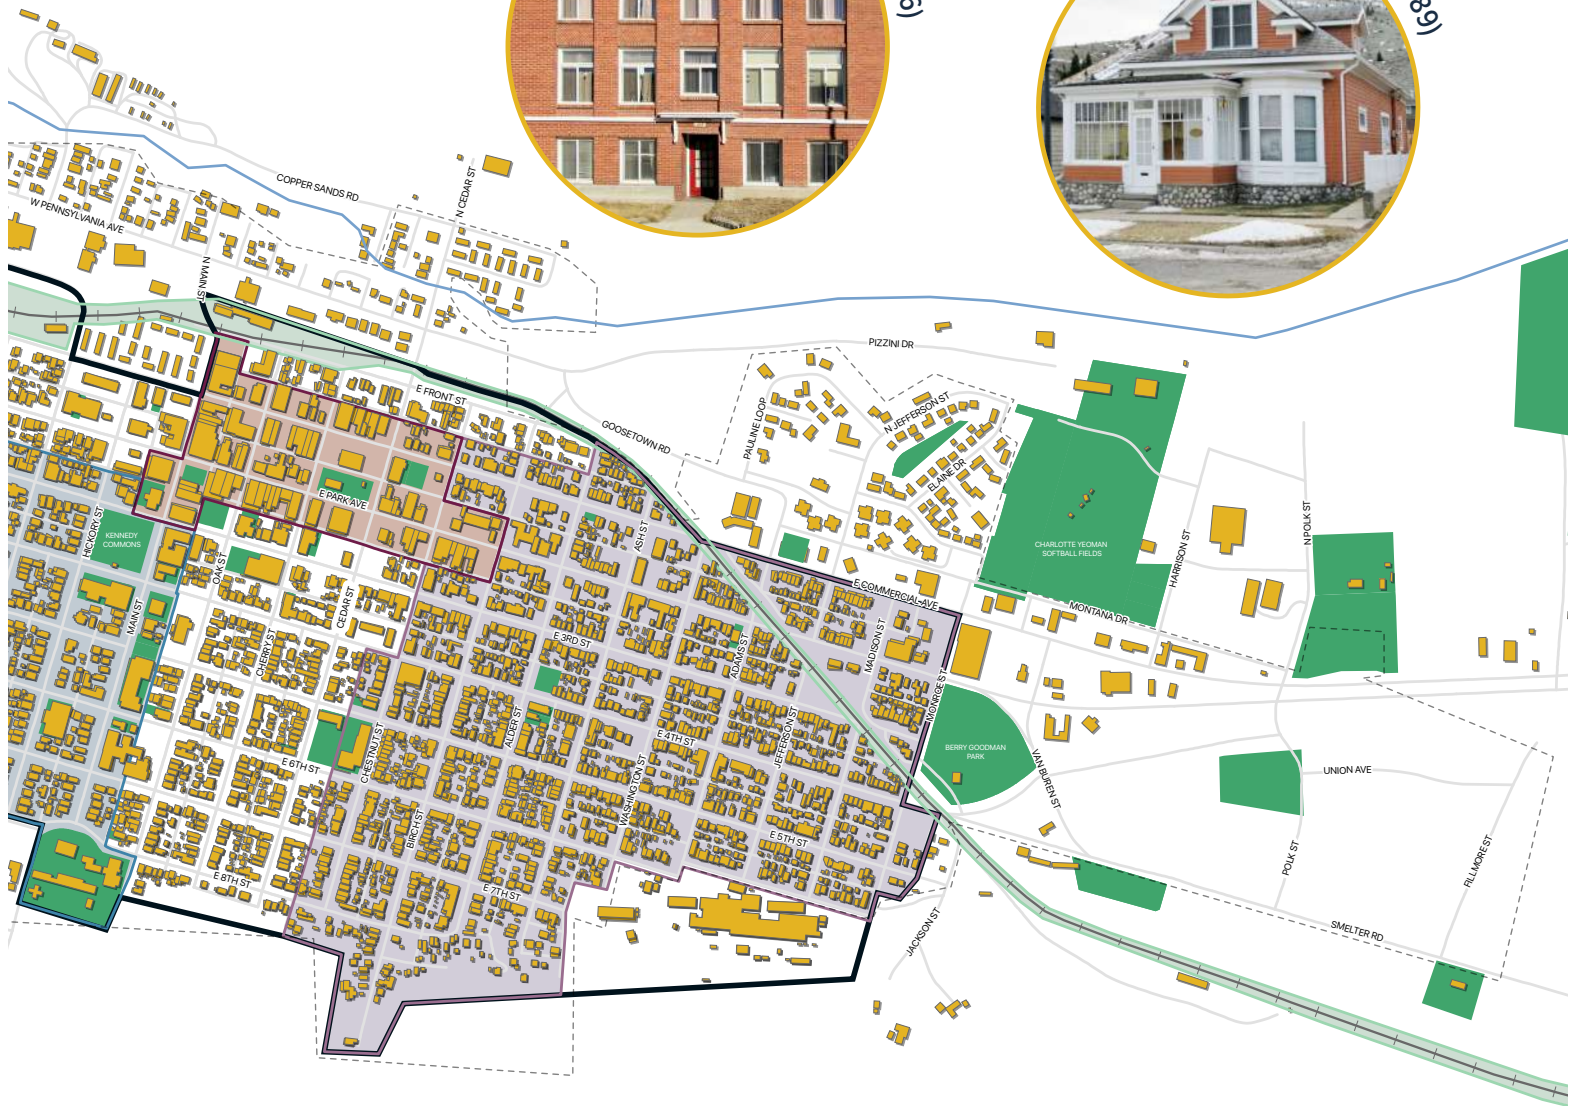 6)
89)
COPPER SANDS RD
N CEDAR ST
W PENNSYLVANIA AVE
N MAIN ST
PIZZINI DR
E FRONT ST
GOOSETOWN RD
PAULINE LOOP
N JEFFERSON ST
ELAINE DR
E PARK AVE
HICKORY ST
KENNEDY
COMMONS
OAK ST
ASH ST
CHARLOTTE YEOMAN
SOFTBALL FIELDS
HARRISON ST
N POLK ST
MAIN ST
CEDAR ST
E COMMERCIAL AVE
MONTANA DR
CHERRY ST
E 3RD ST
ADAMS ST
MADISON ST
MONROE ST
ALDER ST
E 4TH ST
JEFFERSON ST
CHESTNUT ST
E 6TH ST
WASHINGTON ST
BERRY GOODMAN
PARK
VAN BUREN ST
UNION AVE
BIRCH ST
E 5TH ST
POLK ST
FILLMORE ST
E 8TH ST
E 7TH ST
JACKSON ST
SMELTER RD